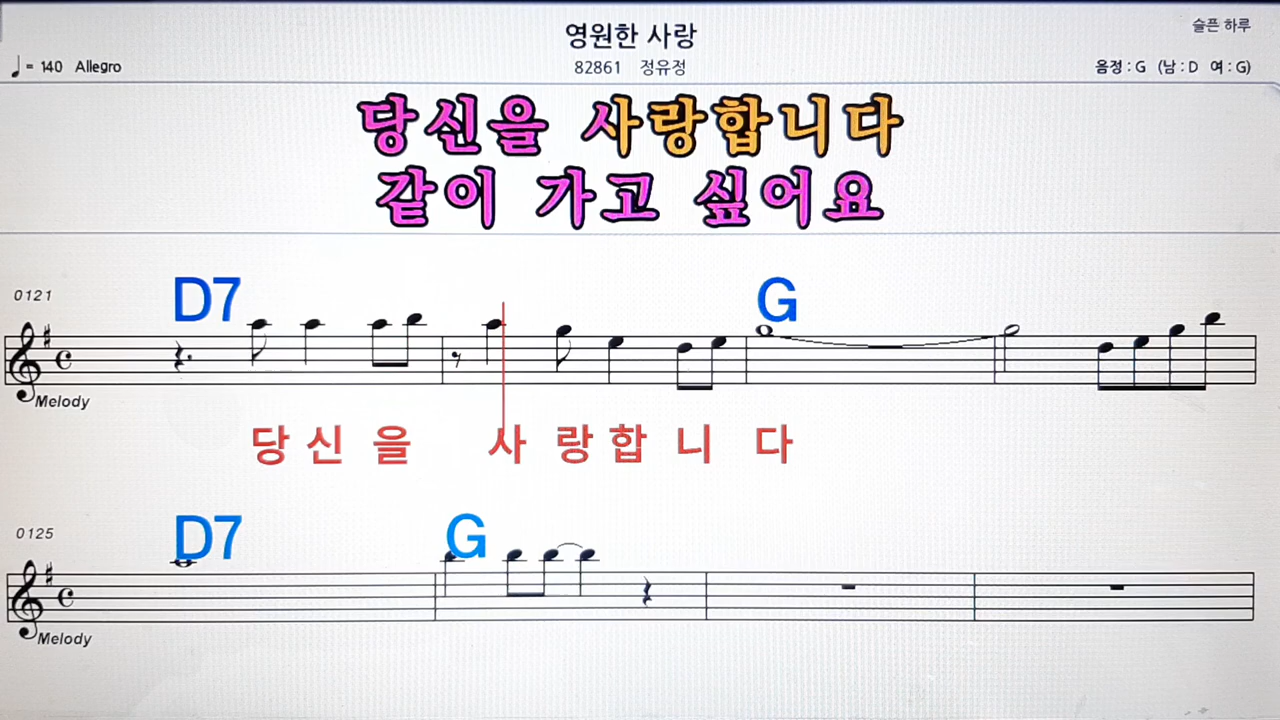 영원한 사랑
슬픈 하루
♩= 140 Allegro
82861 정유정
음정 : G (남 : D 여 : G)
당신을 사랑합니다
같이 가고 싶어요
0121
D7 G
Melody
당 신 을 사 랑 합 니 다
0125
D7 G
Melody